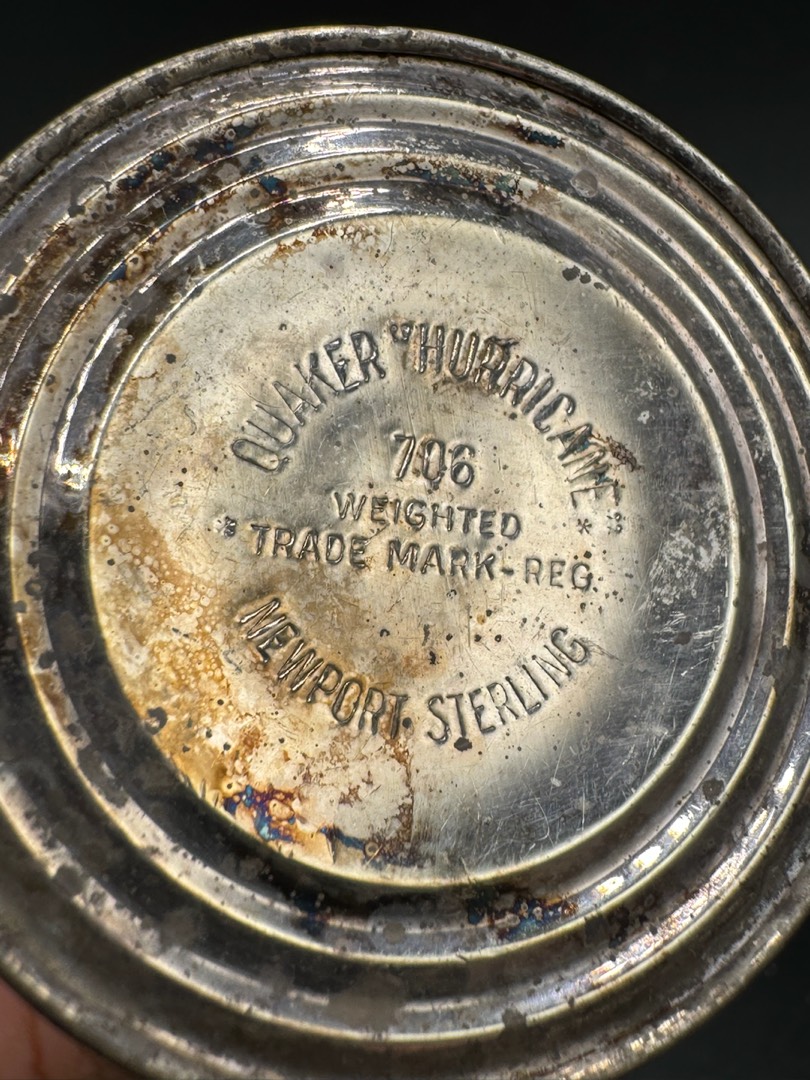 QUAKER "HURRICANE"
706
WEIGHTED
* TRADE MARK-REG. *
NEWPORT STERLING